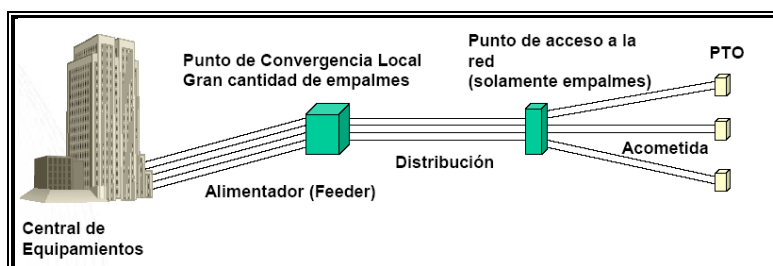 Punto de Convergencia Local
Gran cantidad de empalmes
Punto de acceso a la
red
(solamente empalmes)
PTO
Distribución
Acometida
Alimentador (Feeder)
Central de
Equipamientos